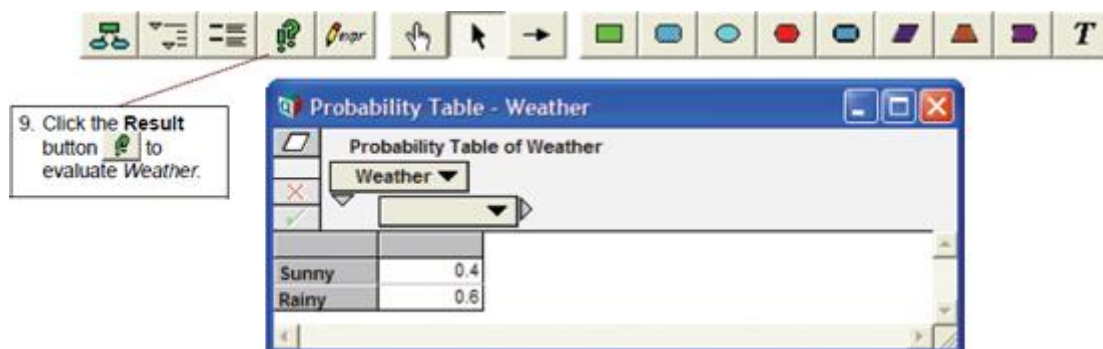 expr
T
9. Click the Result
button to
evaluate Weather.
Probability Table - Weather
Probability Table of Weather
Weather
Sunny 0.4
Rainy 0.6